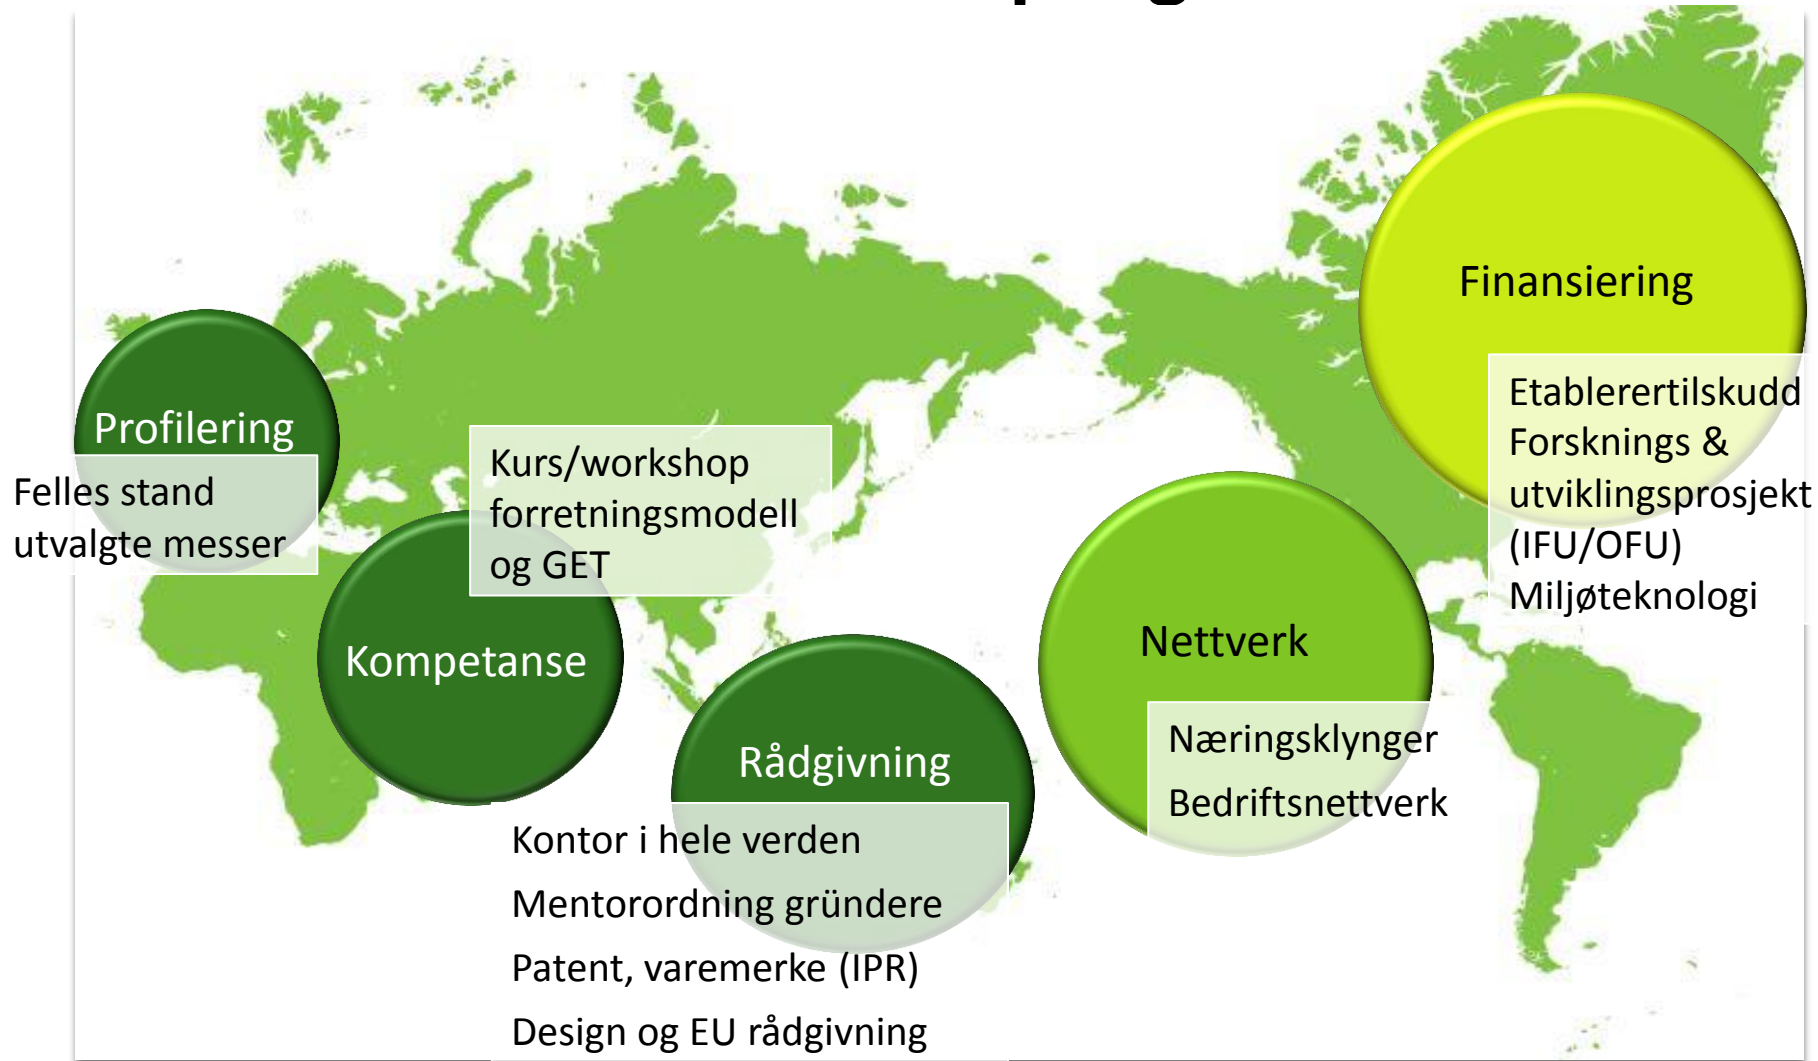 Profilering
Felles stand
utvalgte messer
Kompetanse
Kurs/workshop
forretningsmodell
og GET
Rådgivning
Kontor i hele verden
Mentorordning gründere
Patent, varemerke (IPR)
Design og EU rådgivning
Nettverk
Næringsklynger
Bedriftsnettverk
Finansiering
Etablerertilskudd
Forsknings &
utviklingsprosjekt
(IFU/OFU)
Miljøteknologi